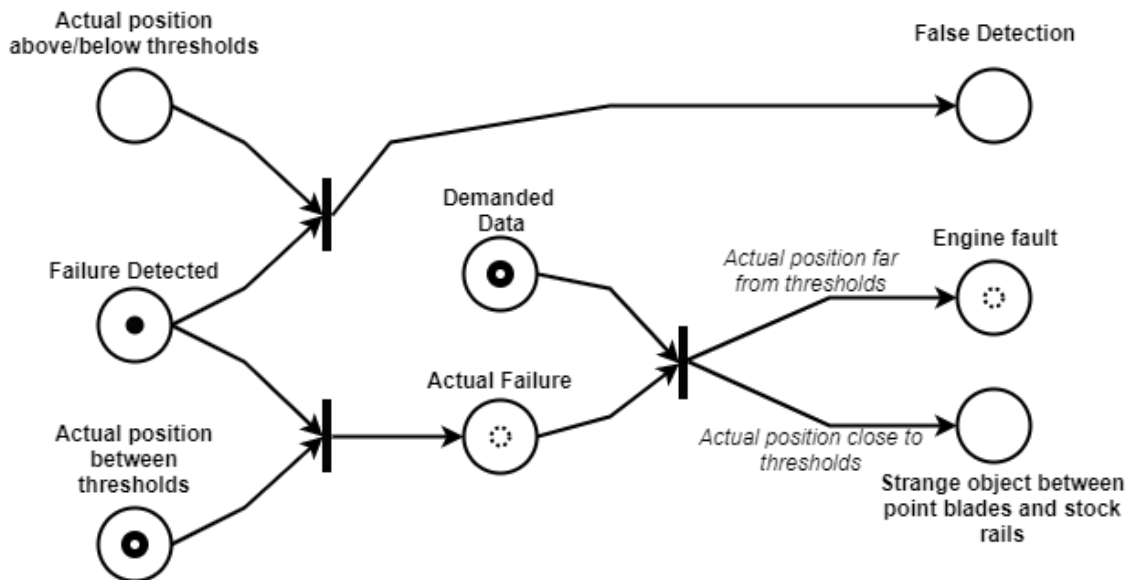 Actual position
above/below thresholds
False Detection
Demanded
Data
Engine fault
Actual position far
from thresholds
Failure Detected
Actual Failure
Actual position
between
thresholds
Actual position close to
thresholds
Strange object between
point blades and stock
rails